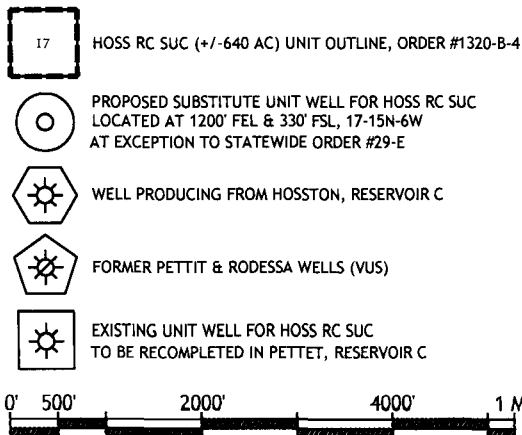 17 HOSS RC SUC (+/-640 AC) UNIT OUTLINE, ORDER #1320-B-4
PROPOSED SUBSTITUTE UNIT WELL FOR HOSS RC SUC
LOCATED AT 1200' FEL & 330' FSL, 17-15N-6W
AT EXCEPTION TO STATEWIDE ORDER #29-E
WELL PRODUCING FROM HOSSTON, RESERVOIR C
FORMER PETTIT & RODESSA WELLS (VUS)
EXISTING UNIT WELL FOR HOSS RC SUC
TO BE RECOMPLETED IN PETTET, RESERVOIR C
0' 500' 2000' 4000' 1 M